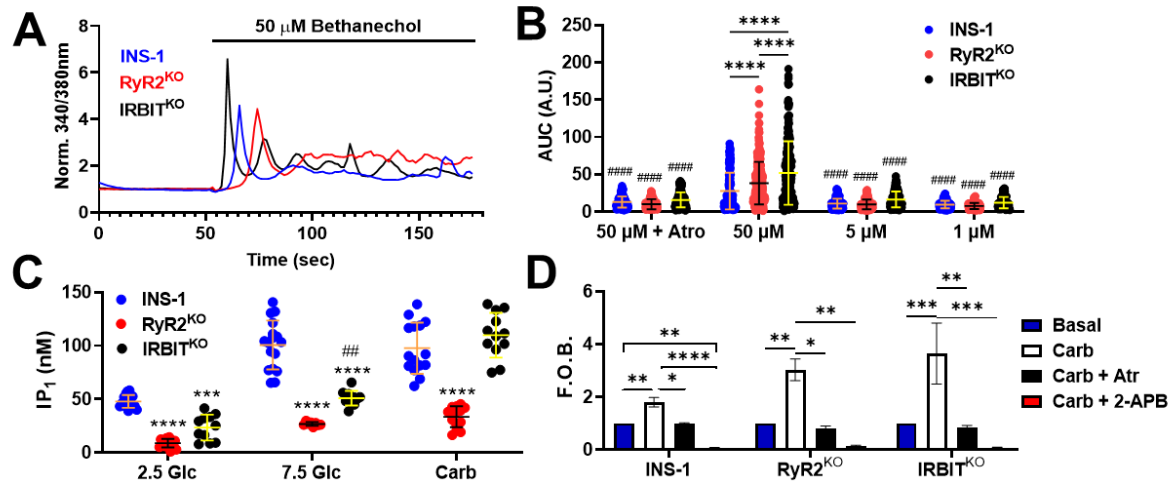 A
50 μM Bethanechol
Norm. 340/380nm
8
6
4
2
0
INS-1
RyR2ᴷᴼ
IRBITᴷᴼ
0 50 100 150
Time (sec)
B
AUC (A.U.)
250
200
150
100
50
0
**** 
****
****
INS-1
RyR2ᴷᴼ
IRBITᴷᴼ
#### #### ####
#### #### ####
#### #### ####
50 μM + Atro 50 μM 5 μM 1 μM
C
IP₁ (nM)
150
100
50
0
INS-1
RyR2ᴷᴼ
IRBITᴷᴼ
**** ***
****
##
****
****
2.5 Glc 7.5 Glc Carb
D
F.O.B.
6
4
2
0
**
****
** *
**
** *
**
*** ***
Basal
Carb
Carb + Atr
Carb + 2-APB
INS-1 RyR2ᴷᴼ IRBITᴷᴼ